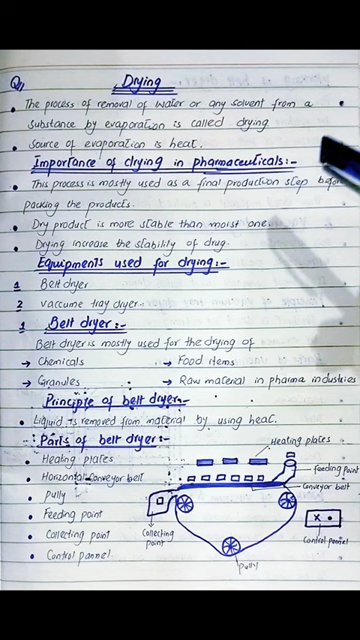 Q
Drying
• The process of removal of water or any solvent from a
substance by evaporation is called drying
• Source of evaporation is heat.
Importance of drying in pharmaceuticals:-
• This process is mostly used as a final production step before
packing the products.
• Dry product is more stable than moist one.
• Drying increase the stability of drug.
Equipments used for drying:-
1 Belt dryer
2 Vaccume tray dryer
1 Belt dryer:-
Belt dryer is mostly used for the drying of
→ Chemicals → Food items
→ Granules → Raw material in pharma industries
Principle of belt dryer:-
• Liquid is removed from material by using heat.
Parts of belt dryer:-
• Heating plates
• Horizontal Conveyor belt
• Pully
• Feeding point
• Collecting point
• Control pannel
Heating plates
feeding point
Conveyor belt
Collecting
point
Control pannel
Pully